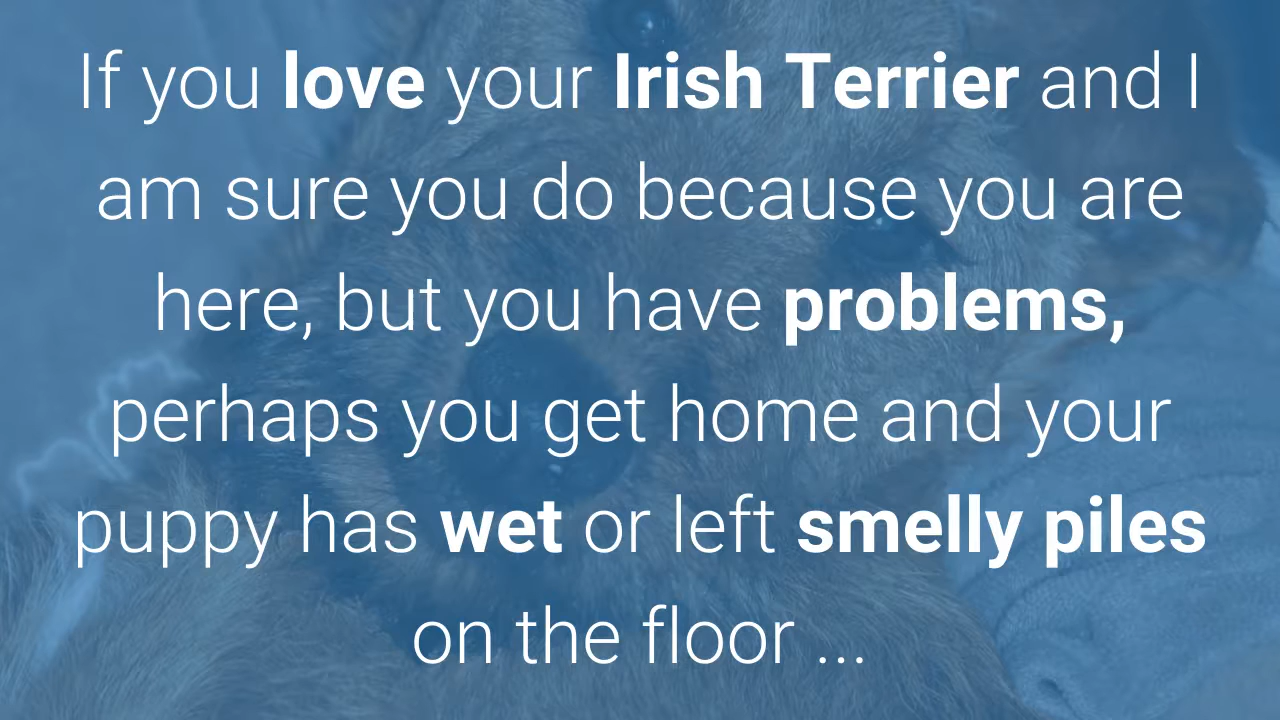 If you love your Irish Terrier and I
am sure you do because you are
here, but you have problems,
perhaps you get home and your
puppy has wet or left smelly piles
on the floor ...